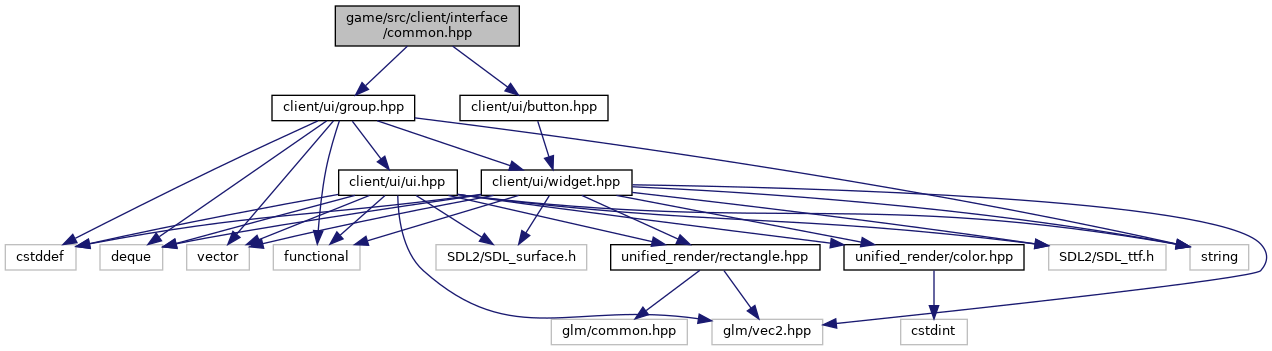 game/src/client/interface
/common.hpp
client/ui/group.hpp
client/ui/button.hpp
client/ui/ui.hpp
client/ui/widget.hpp
cstddef
deque
vector
functional
SDL2/SDL_surface.h
unified_render/rectangle.hpp
unified_render/color.hpp
SDL2/SDL_ttf.h
string
glm/common.hpp
glm/vec2.hpp
cstdint